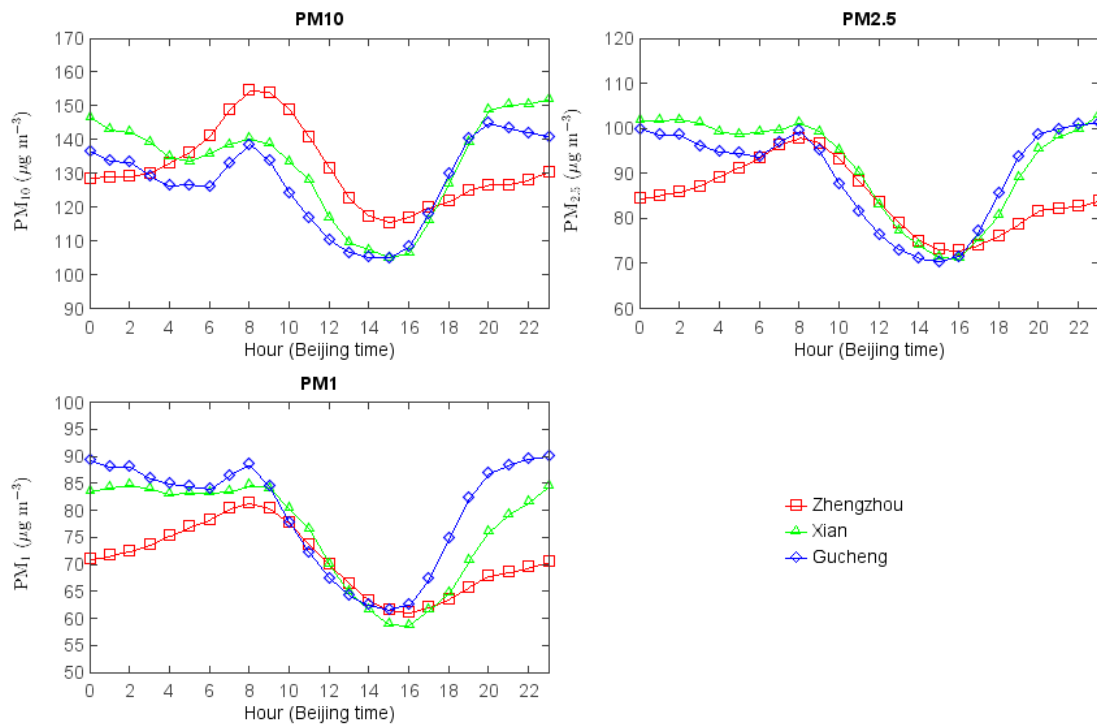 PM10
170
160
150
140
130
120
110
100
90
PM₁₀ (μg m⁻³)
0 2 4 6 8 10 12 14 16 18 20 22
Hour (Beijing time)
PM2.5
120
110
100
90
80
70
60
PM₂.₅ (μg m⁻³)
0 2 4 6 8 10 12 14 16 18 20 22
Hour (Beijing time)
PM1
100
95
90
85
80
75
70
65
60
55
50
PM₁ (μg m⁻³)
0 2 4 6 8 10 12 14 16 18 20 22
Hour (Beijing time)
Zhengzhou
Xian
Gucheng